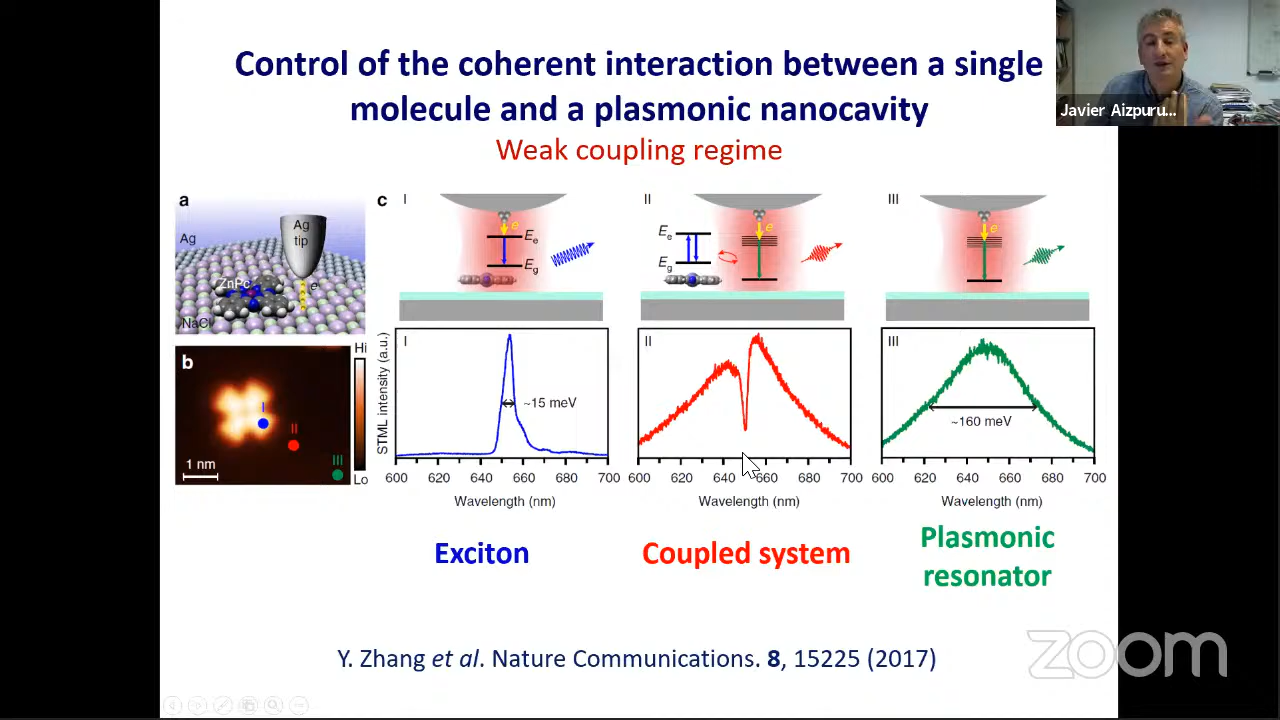 Control of the coherent interaction between a single
molecule and a plasmonic nanocavity
Weak coupling regime
Javier Aizpuru...
a
Ag
Ag
tip
ZnPc
e
NaCl
b
I
II
III
1 nm
Hi
Lo
c
I
e
Ee
Eg
II
Ee
Eg
e
III
e
STML intensity (a.u.)
I
~15 meV
600 620 640 660 680 700
Wavelength (nm)
II
600 620 640 660 680 700
Wavelength (nm)
III
~160 meV
600 620 640 660 680 700
Wavelength (nm)
Exciton
Coupled system
Plasmonic
resonator
Y. Zhang et al. Nature Communications. 8, 15225 (2017)
zoom